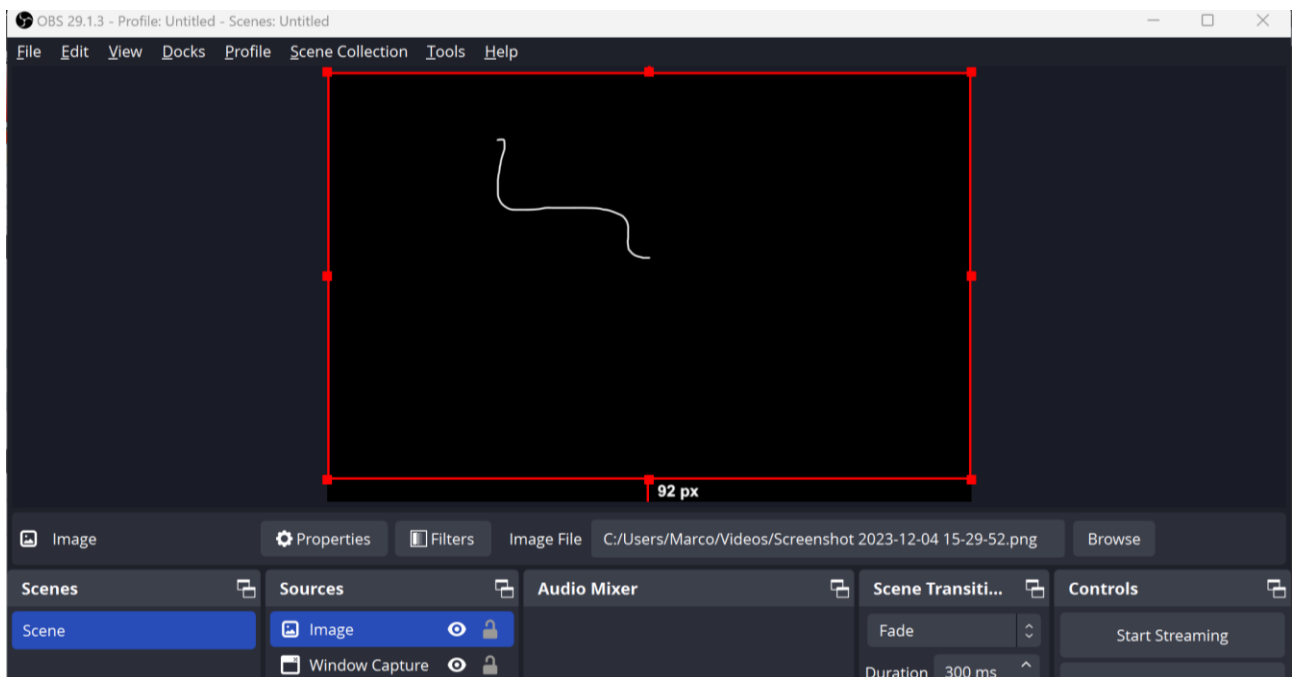 OBS 29.1.3 - Profile: Untitled - Scenes: Untitled
File Edit View Docks Profile Scene Collection Tools Help
92 px
Image Properties Filters Image File C:/Users/Marco/Videos/Screenshot 2023-12-04 15-29-52.png Browse
Scenes Sources Audio Mixer Scene Transiti... Controls
Scene Image Fade Start Streaming
Window Capture Duration 300 ms